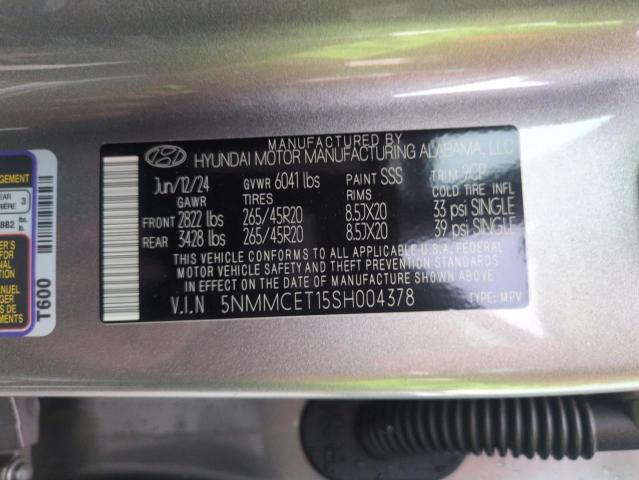 MANUFACTURED BY
HYUNDAI MOTOR MANUFACTURING ALABAMA, LLC
Jun/12/24 GVWR 6041 lbs PAINT SSS TRIM
GAWR TIRES RIMS COLD TIRE INFL
FRONT 2822 lbs 265/45R20 8.5JX20 33 psi SINGLE
REAR 3428 lbs 265/45R20 8.5JX20 39 psi SINGLE
THIS VEHICLE CONFORMS TO ALL APPLICABLE U.S.A. FEDERAL
MOTOR VEHICLE SAFETY AND THEFT PREVENTION STANDARDS
IN EFFECT ON THE DATE OF MANUFACTURE SHOWN ABOVE.
V.I.N 5NMMCET15SH004378 TYPE: MPV
T600